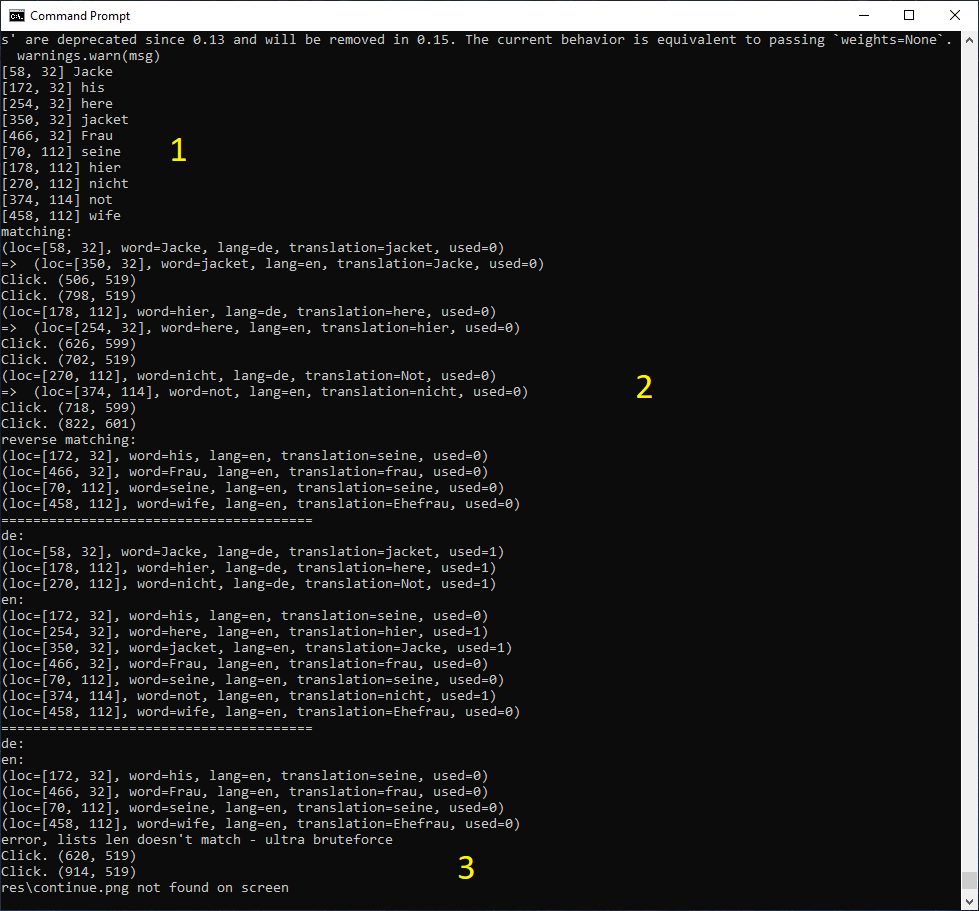 Command Prompt
s' are deprecated since 0.13 and will be removed in 0.15. The current behavior is equivalent to passing `weights=None`.
  warnings.warn(msg)
[58, 32] Jacke
[172, 32] his
[254, 32] here
[350, 32] jacket
[466, 32] Frau
1
[70, 112] seine
[178, 112] hier
[270, 112] nicht
[374, 114] not
[458, 112] wife
matching:
(loc=[58, 32], word=Jacke, lang=de, translation=jacket, used=0)
=>  (loc=[350, 32], word=jacket, lang=en, translation=Jacke, used=0)
Click. (506, 519)
Click. (798, 519)
(loc=[178, 112], word=hier, lang=de, translation=here, used=0)
=>  (loc=[254, 32], word=here, lang=en, translation=hier, used=0)
Click. (626, 599)
Click. (702, 519)
(loc=[270, 112], word=nicht, lang=de, translation=Not, used=0)
2
=>  (loc=[374, 114], word=not, lang=en, translation=nicht, used=0)
Click. (718, 599)
Click. (822, 601)
reverse matching:
(loc=[172, 32], word=his, lang=en, translation=seine, used=0)
(loc=[466, 32], word=Frau, lang=en, translation=frau, used=0)
(loc=[70, 112], word=seine, lang=en, translation=seine, used=0)
(loc=[458, 112], word=wife, lang=en, translation=Ehefrau, used=0)
=======================================
de:
(loc=[58, 32], word=Jacke, lang=de, translation=jacket, used=1)
(loc=[178, 112], word=hier, lang=de, translation=here, used=1)
(loc=[270, 112], word=nicht, lang=de, translation=Not, used=1)
en:
(loc=[172, 32], word=his, lang=en, translation=seine, used=0)
(loc=[254, 32], word=here, lang=en, translation=hier, used=1)
(loc=[350, 32], word=jacket, lang=en, translation=Jacke, used=1)
(loc=[466, 32], word=Frau, lang=en, translation=frau, used=0)
(loc=[70, 112], word=seine, lang=en, translation=seine, used=0)
(loc=[374, 114], word=not, lang=en, translation=nicht, used=1)
(loc=[458, 112], word=wife, lang=en, translation=Ehefrau, used=0)
=======================================
de:
en:
(loc=[172, 32], word=his, lang=en, translation=seine, used=0)
(loc=[466, 32], word=Frau, lang=en, translation=frau, used=0)
(loc=[70, 112], word=seine, lang=en, translation=seine, used=0)
(loc=[458, 112], word=wife, lang=en, translation=Ehefrau, used=0)
error, lists len doesn't match - ultra bruteforce
Click. (620, 519)
Click. (914, 519)
3
res\continue.png not found on screen